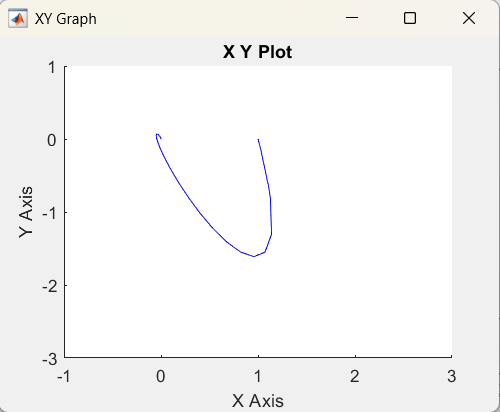 XY Graph
X Y Plot
1
0
-1
-2
-3
Y Axis
-1 0 1 2 3
X Axis